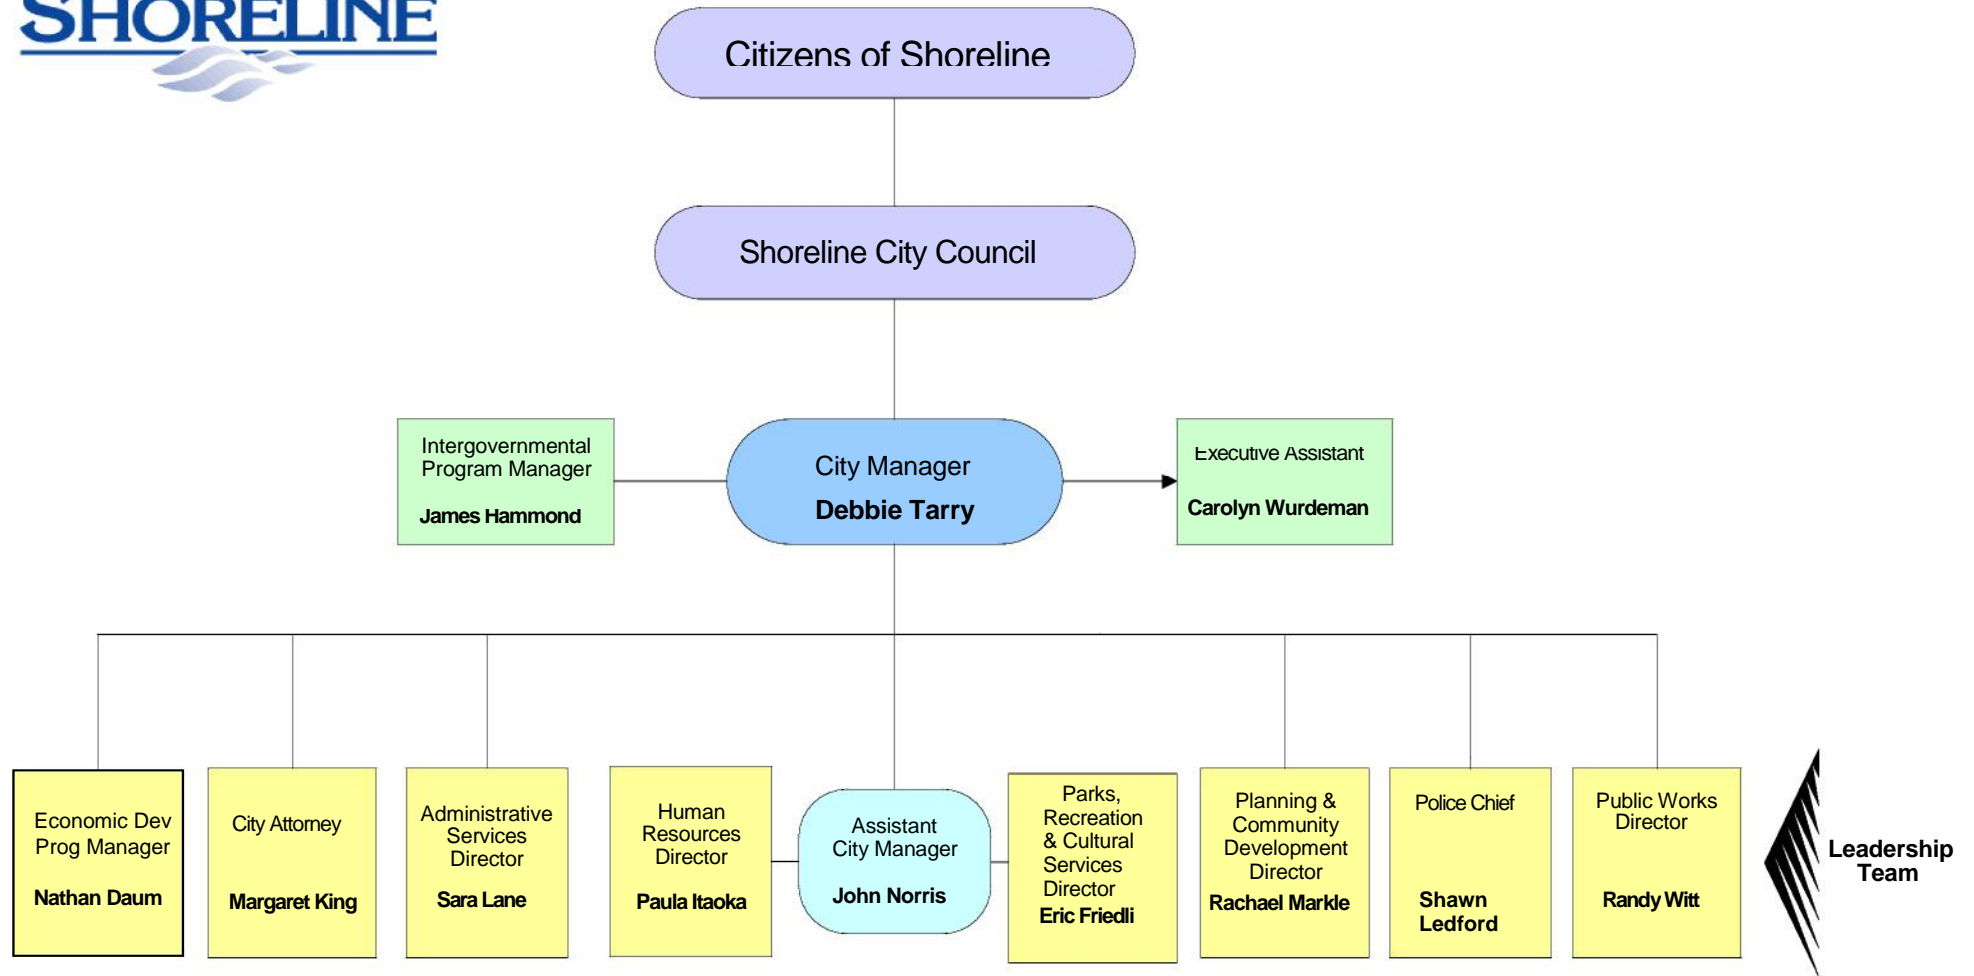 SHORELINE
Citizens of Shoreline
Shoreline City Council
Intergovernmental
Program Manager
James Hammond
City Manager
Debbie Tarry
Executive Assistant
Carolyn Wurdeman
Economic Dev
Prog Manager
Nathan Daum
City Attorney
Margaret King
Administrative
Services
Director
Sara Lane
Human
Resources
Director
Paula Itaoka
Assistant
City Manager
John Norris
Parks,
Recreation
& Cultural
Services
Director
Eric Friedli
Planning &
Community
Development
Director
Rachael Markle
Police Chief
Shawn
Ledford
Public Works
Director
Randy Witt
Leadership
Team